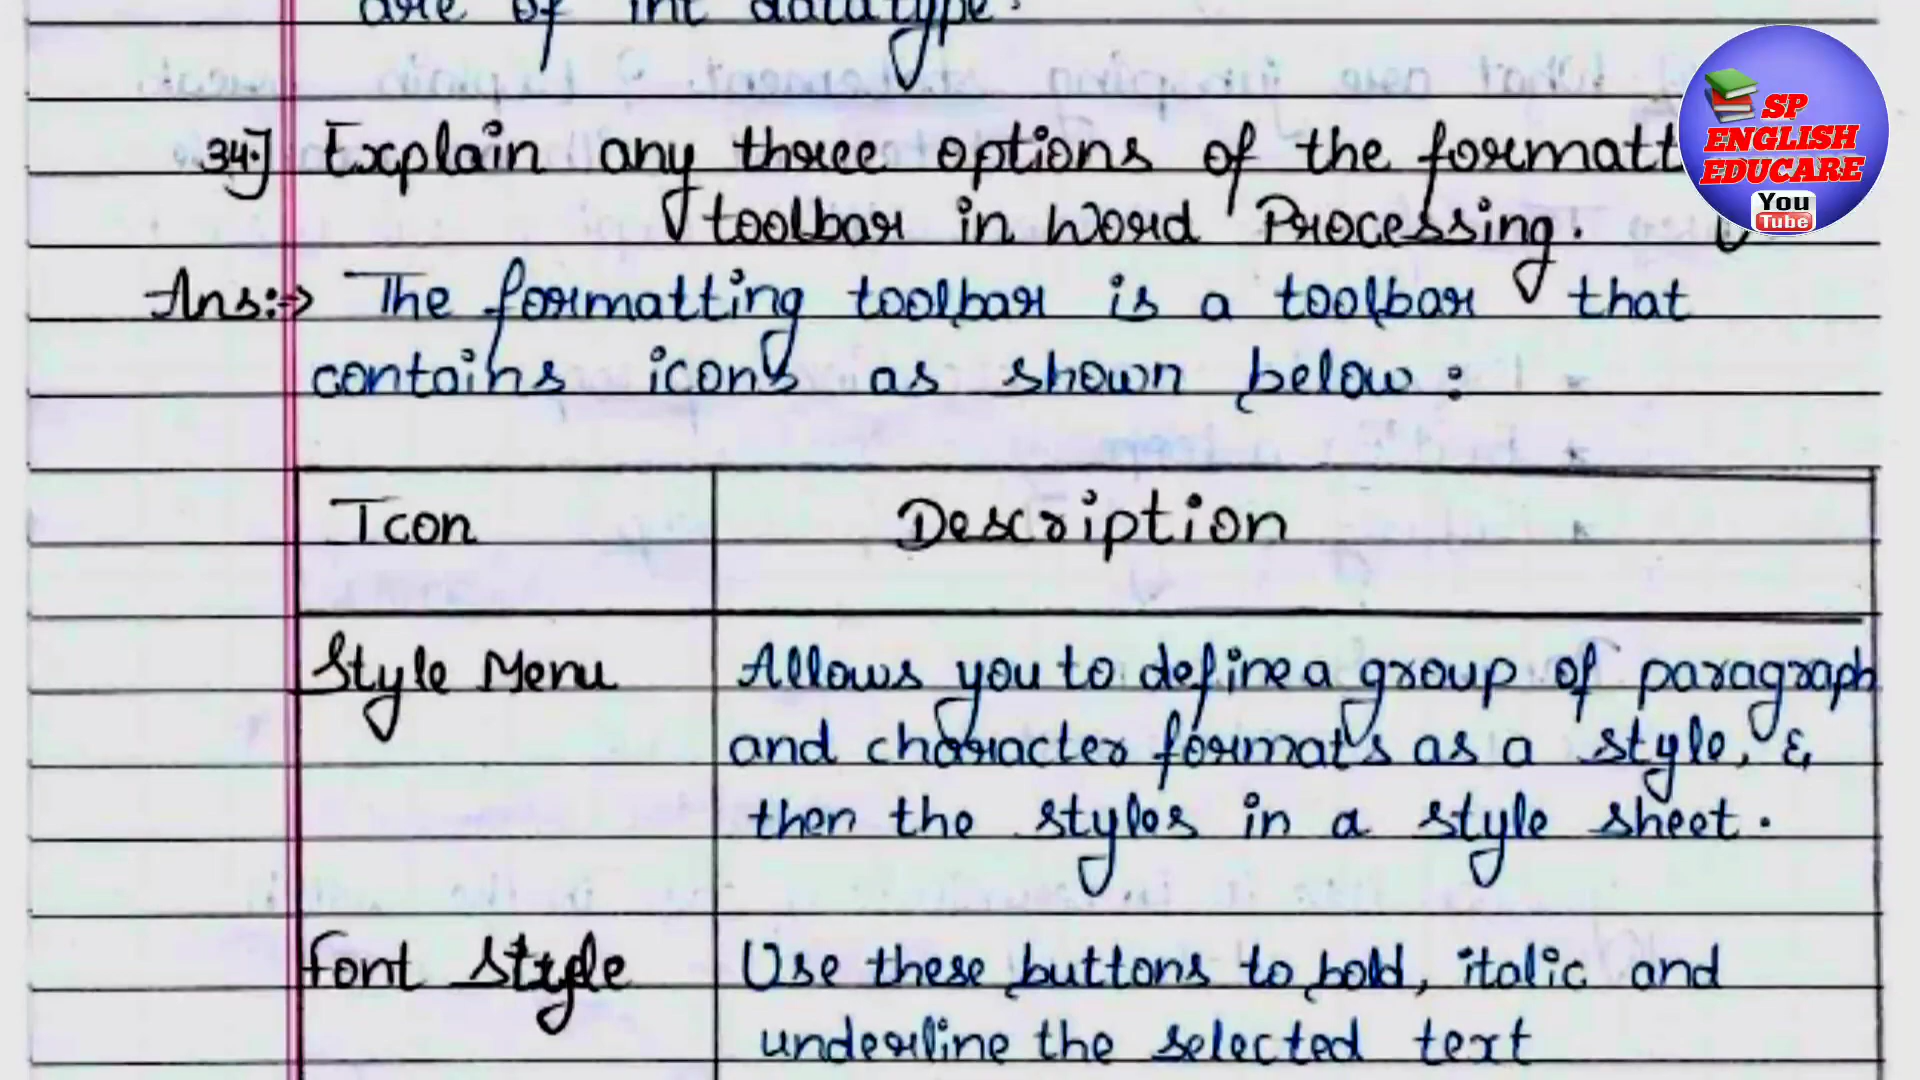 are of int datatype.
34.] Explain any three options of the formatt
toolbar in Word Processing.
Ans:-> The formatting toolbar is a toolbar that
contains icons as shown below :
Icon Description
Style Menu Allows you to define a group of paragraph
and character formats as a style, &
then the styles in a style sheet.
Font Style Use these buttons to bold, italic and
underline the selected text
SP
ENGLISH
EDUCARE
You
Tube